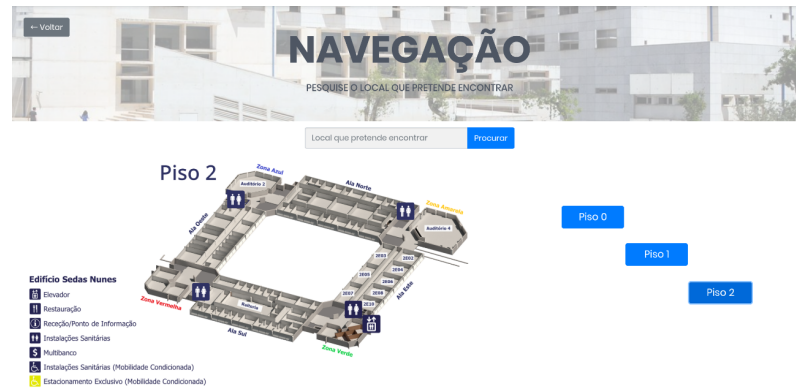 ← Voltar
NAVEGAÇÃO
PESQUISE O LOCAL QUE PRETENDE ENCONTRAR
Local que pretende encontrar
Procurar
Piso 2
Zona Azul
Auditório 2
Ala Norte
Zona Amarela
Auditório 4
Ala Oeste
2E03
2E02
2E04
2E05
2E06
2E07
2E08
2E10
Ala Este
Zona Vermelha
Reitoria
Ala Sul
Zona Verde
Piso 0
Piso 1
Piso 2
Edifício Sedas Nunes
Elevador
Restauração
Receção/Ponto de Informação
Instalações Sanitárias
$ Multibanco
Instalações Sanitárias (Mobilidade Condicionada)
Estacionamento Exclusivo (Mobilidade Condicionada)